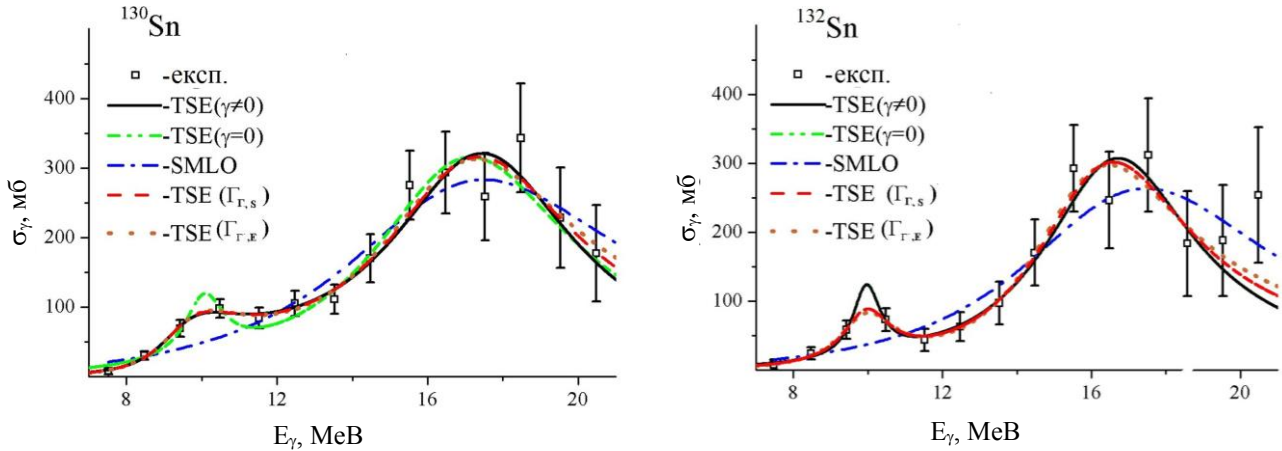 ¹³⁰Sn
-експ.
-TSE(γ≠0)
-TSE(γ=0)
-SMLO
-TSE (Γr,s)
-TSE (Γr,E)
400
300
200
100
8
12
16
20
σγ, мб
Eγ, МеВ
¹³²Sn
-експ.
-TSE(γ≠0)
-TSE(γ=0)
-SMLO
-TSE (Γr,s)
-TSE (Γr,E)
400
300
200
100
8
12
16
20
σγ, мб
Eγ, МеВ